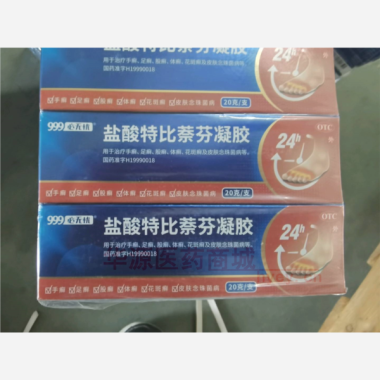 盐酸特比萘芬凝胶
用于治疗手癣、足癣、股癣、体癣、花斑癣及皮肤念珠菌病等。
国药准字H19990018
手癣 足癣 股癣 体癣 花斑癣 皮肤念珠菌病
20克/支
24h
999 必无忧
盐酸特比萘芬凝胶
OTC
24h
用于治疗手癣、足癣、股癣、体癣、花斑癣及皮肤念珠菌病等。
国药准字H19990018
手癣 足癣 股癣 体癣 花斑癣 皮肤念珠菌病
20克/支
999 必无忧
盐酸特比萘芬凝胶
OTC
24h
用于治疗手癣、足癣、股癣、体癣、花斑癣及皮肤念珠菌病等。
国药准字H19990018
华源医药商城
手癣 足癣 股癣 体癣 花斑癣 皮肤念珠菌病
20克/支